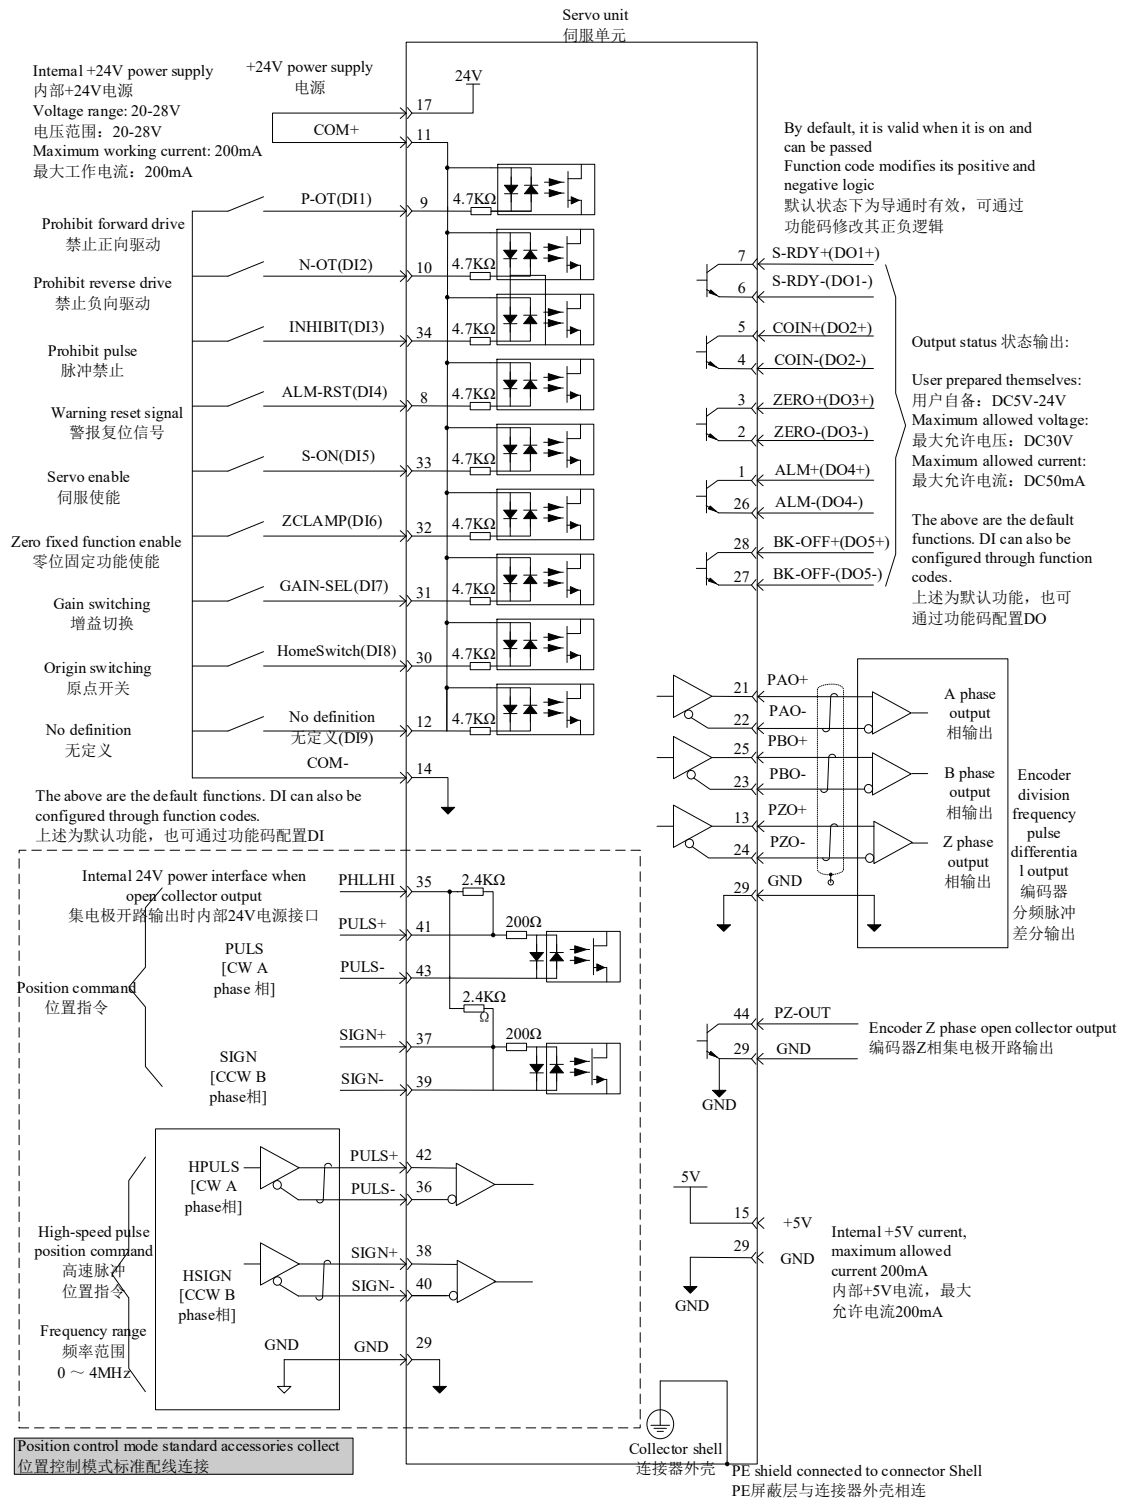 Servo unit
伺服单元
Internal +24V power supply
内部+24V电源
Voltage range: 20-28V
电压范围：20-28V
Maximum working current: 200mA
最大工作电流：200mA
+24V power supply
电源
24V
17
COM+
11
P-OT(DI1)
9
4.7KΩ
Prohibit forward drive
禁止正向驱动
N-OT(DI2)
10
4.7KΩ
Prohibit reverse drive
禁止负向驱动
INHIBIT(DI3)
34
4.7KΩ
Prohibit pulse
脉冲禁止
ALM-RST(DI4)
8
4.7KΩ
Warning reset signal
警报复位信号
S-ON(DI5)
33
4.7KΩ
Servo enable
伺服使能
ZCLAMP(DI6)
32
4.7KΩ
Zero fixed function enable
零位固定功能使能
GAIN-SEL(DI7)
31
4.7KΩ
Gain switching
增益切换
HomeSwitch(DI8)
30
4.7KΩ
Origin switching
原点开关
No definition
无定义(DI9)
12
4.7KΩ
No definition
无定义
COM-
14
The above are the default functions. DI can also be
configured through function codes.
上述为默认功能，也可通过功能码配置DI
By default, it is valid when it is on and
can be passed
Function code modifies its positive and
negative logic
默认状态下为导通时有效，可通过
功能码修改其正负逻辑
7
S-RDY+(DO1+)
6
S-RDY-(DO1-)
5
COIN+(DO2+)
4
COIN-(DO2-)
3
ZERO+(DO3+)
2
ZERO-(DO3-)
1
ALM+(DO4+)
26
ALM-(DO4-)
28
BK-OFF+(DO5+)
27
BK-OFF-(DO5-)
Output status 状态输出:
User prepared themselves:
用户自备：DC5V-24V
Maximum allowed voltage:
最大允许电压：DC30V
Maximum allowed current:
最大允许电流：DC50mA
The above are the default
functions. DI can also be
configured through function
codes.
上述为默认功能，也可
通过功能码配置DO
21
PAO+
22
PAO-
25
PBO+
23
PBO-
13
PZO+
24
PZO-
29
GND
A phase
output
相输出
B phase
output
相输出
Z phase
output
相输出
Encoder
division
frequency
pulse
differentia
l output
编码器
分频脉冲
差分输出
Internal 24V power interface when
open collector output
集电极开路输出时内部24V电源接口
PHLLHI
35
2.4KΩ
PULS+
41
200Ω
PULS-
43
PULS
[CW A
phase 相]
Position command
位置指令
2.4KΩ
Ω
SIGN+
37
200Ω
SIGN-
39
SIGN
[CCW B
phase相]
44
PZ-OUT
29
GND
GND
Encoder Z phase open collector output
编码器Z相集电极开路输出
HPULS
[CW A
phase相]
PULS+
42
PULS-
36
High-speed pulse
position command
高速脉冲
位置指令
HSIGN
[CCW B
phase相]
SIGN+
38
SIGN-
40
Frequency range
频率范围
0 ～ 4MHz
GND
GND
29
5V
15
+5V
29
GND
GND
Internal +5V current,
maximum allowed
current 200mA
内部+5V电流，最大
允许电流200mA
Position control mode standard accessories collect
位置控制模式标准配线连接
Collector shell
连接器外壳
PE shield connected to connector Shell
PE屏蔽层与连接器外壳相连